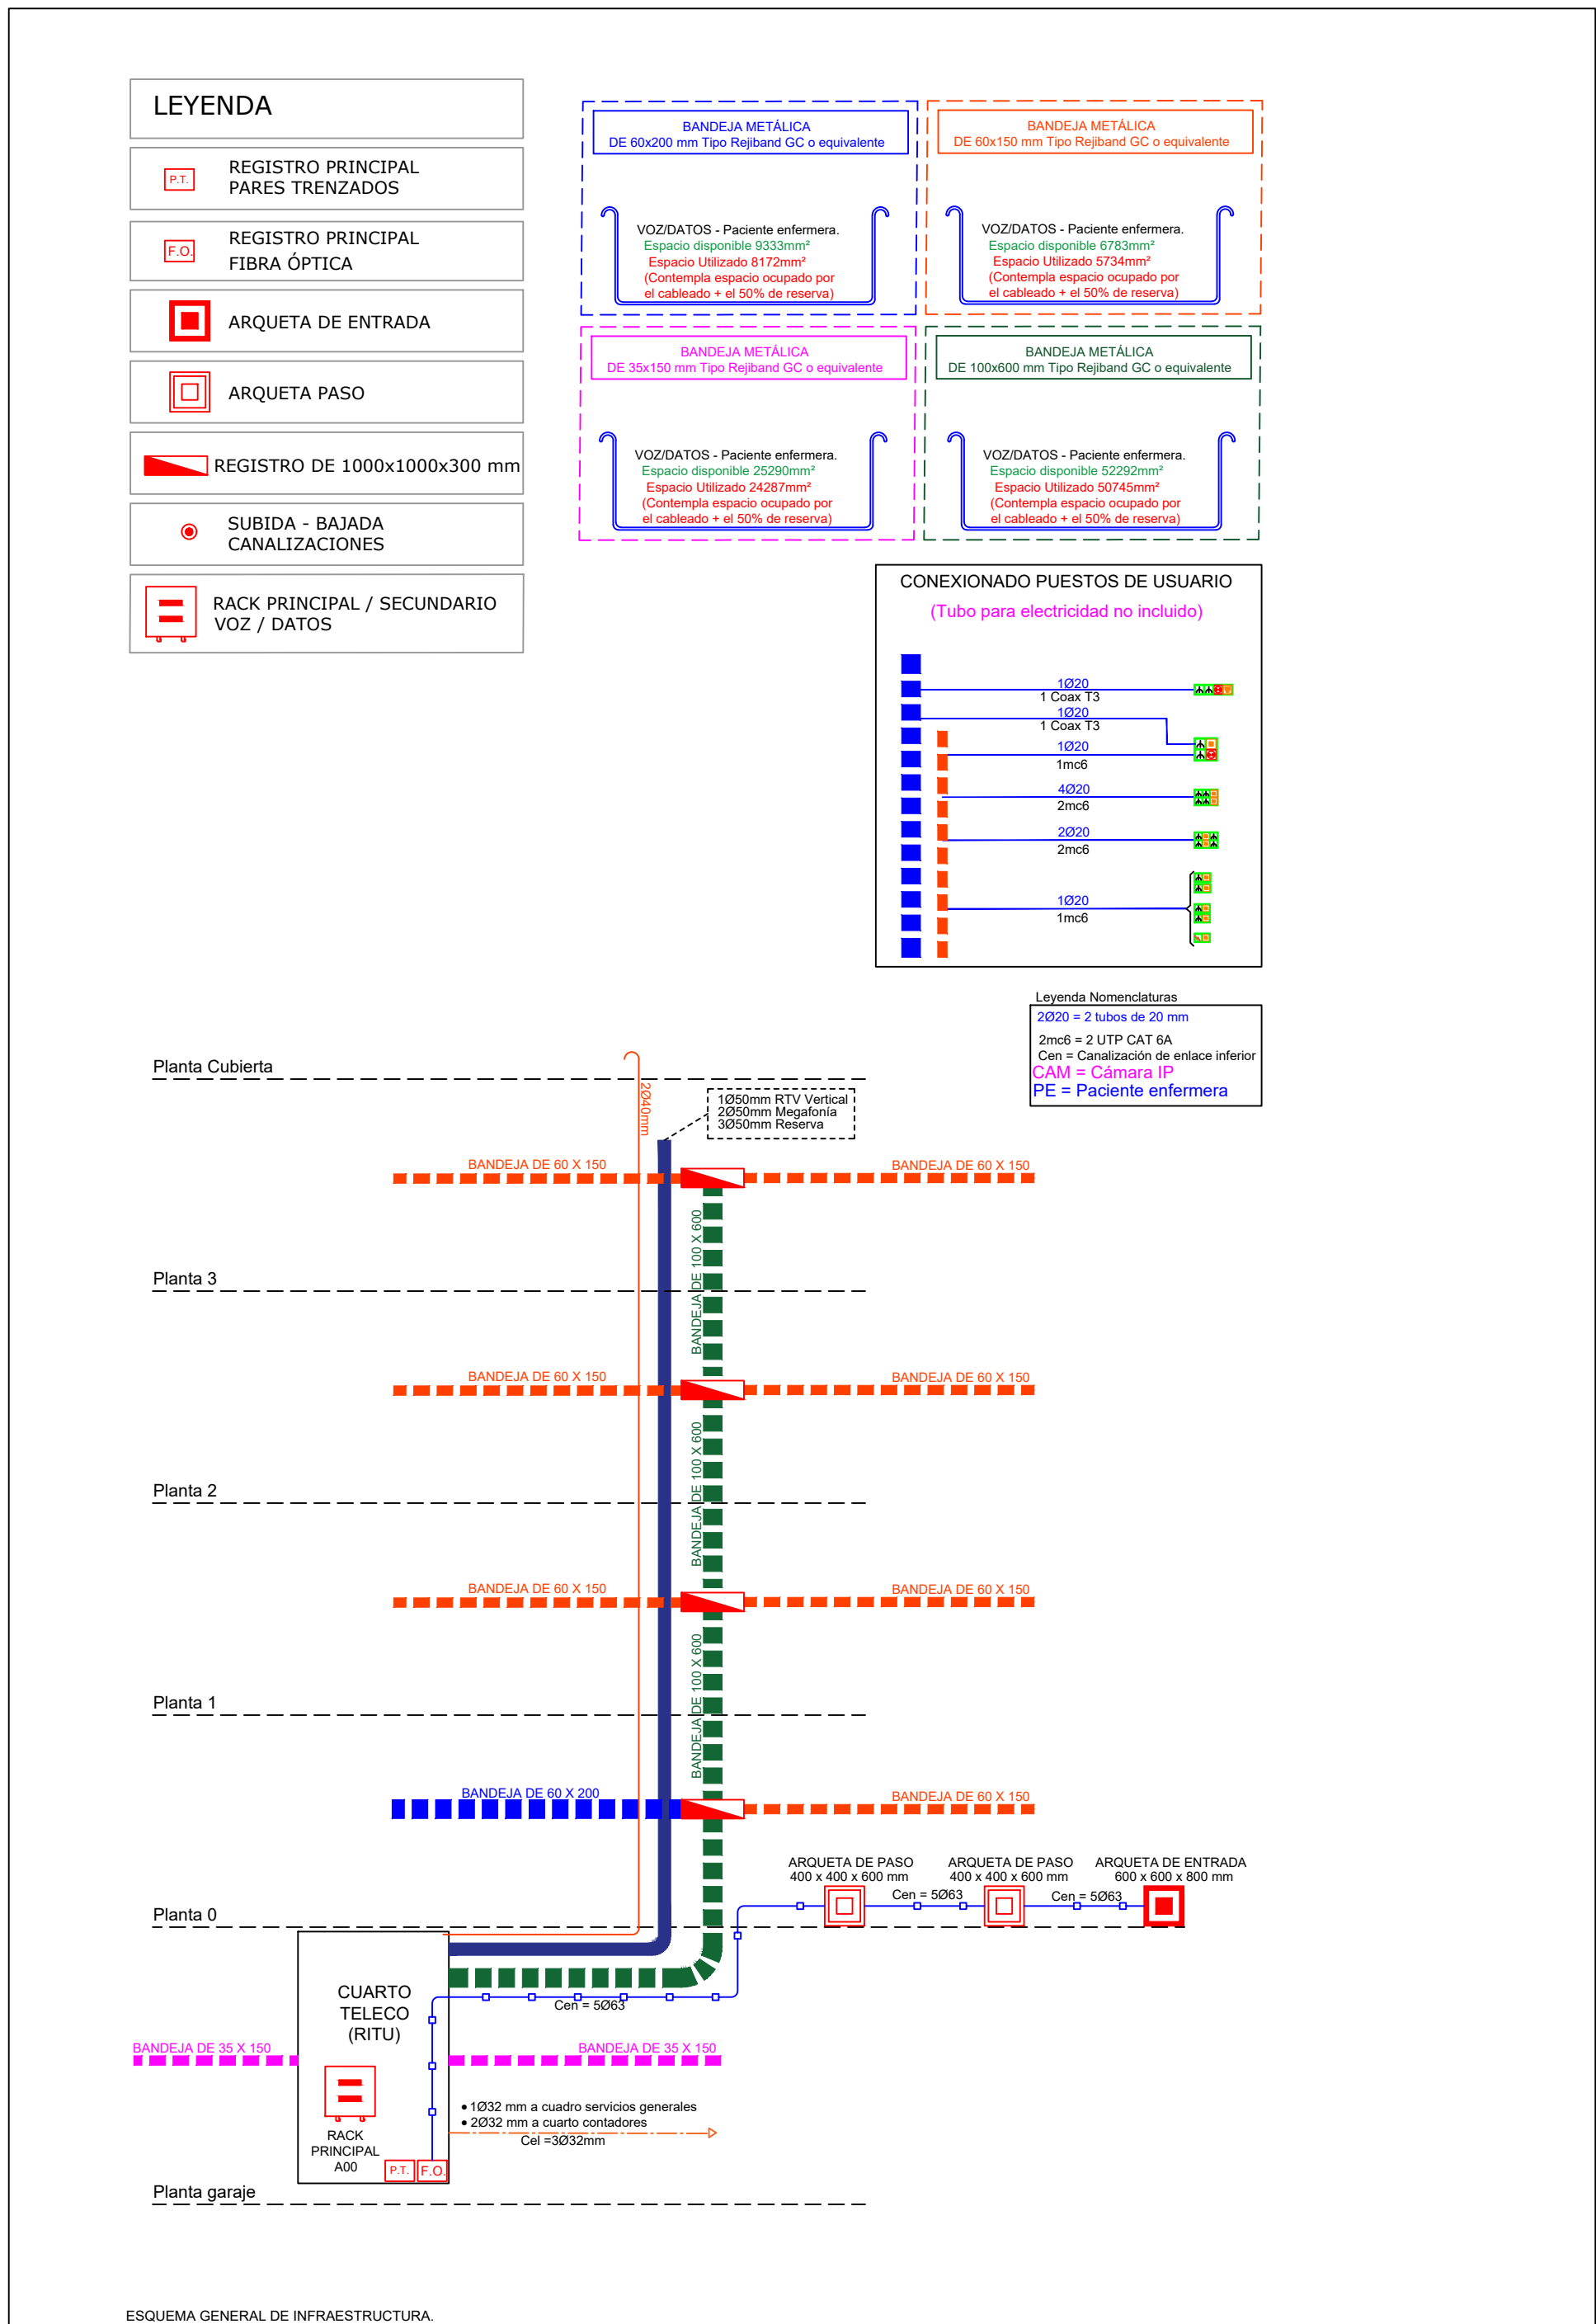 LEYENDA
P.T.
REGISTRO PRINCIPAL
PARES TRENZADOS
F.O.
REGISTRO PRINCIPAL
FIBRA ÓPTICA
ARQUETA DE ENTRADA
ARQUETA PASO
REGISTRO DE 1000x1000x300 mm
SUBIDA - BAJADA
CANALIZACIONES
RACK PRINCIPAL / SECUNDARIO
VOZ / DATOS
BANDEJA METÁLICA
DE 60x200 mm Tipo Rejiband GC o equivalente
VOZ/DATOS - Paciente enfermera.
Espacio disponible 9333mm²
Espacio Utilizado 8172mm²
(Contempla espacio ocupado por
el cableado + el 50% de reserva)
BANDEJA METÁLICA
DE 60x150 mm Tipo Rejiband GC o equivalente
VOZ/DATOS - Paciente enfermera.
Espacio disponible 6783mm²
Espacio Utilizado 5734mm²
(Contempla espacio ocupado por
el cableado + el 50% de reserva)
BANDEJA METÁLICA
DE 35x150 mm Tipo Rejiband GC o equivalente
VOZ/DATOS - Paciente enfermera.
Espacio disponible 25290mm²
Espacio Utilizado 24287mm²
(Contempla espacio ocupado por
el cableado + el 50% de reserva)
BANDEJA METÁLICA
DE 100x600 mm Tipo Rejiband GC o equivalente
VOZ/DATOS - Paciente enfermera.
Espacio disponible 52292mm²
Espacio Utilizado 50745mm²
(Contempla espacio ocupado por
el cableado + el 50% de reserva)
CONEXIONADO PUESTOS DE USUARIO
(Tubo para electricidad no incluido)
1Ø20
1 Coax T3
1Ø20
1 Coax T3
1Ø20
1mc6
4Ø20
2mc6
2Ø20
2mc6
1Ø20
1mc6
Leyenda Nomenclaturas
2Ø20 = 2 tubos de 20 mm
2mc6 = 2 UTP CAT 6A
Cen = Canalización de enlace inferior
CAM = Cámara IP
PE = Paciente enfermera
Planta Cubierta
2Ø40mm
1Ø50mm RTV Vertical
2Ø50mm Megafonía
3Ø50mm Reserva
BANDEJA DE 60 X 150
BANDEJA DE 60 X 150
BANDEJA DE 100 X 600
Planta 3
BANDEJA DE 60 X 150
BANDEJA DE 60 X 150
BANDEJA DE 100 X 600
Planta 2
BANDEJA DE 60 X 150
BANDEJA DE 60 X 150
BANDEJA DE 100 X 600
Planta 1
BANDEJA DE 60 X 200
BANDEJA DE 60 X 150
ARQUETA DE PASO
400 x 400 x 600 mm
ARQUETA DE PASO
400 x 400 x 600 mm
ARQUETA DE ENTRADA
600 x 600 x 800 mm
Cen = 5Ø63
Cen = 5Ø63
Planta 0
CUARTO
TELECO
(RITU)
Cen = 5Ø63
BANDEJA DE 35 X 150
BANDEJA DE 35 X 150
• 1Ø32 mm a cuadro servicios generales
• 2Ø32 mm a cuarto contadores
Cel =3Ø32mm
RACK
PRINCIPAL
A00
P.T.
F.O.
Planta garaje
ESQUEMA GENERAL DE INFRAESTRUCTURA.